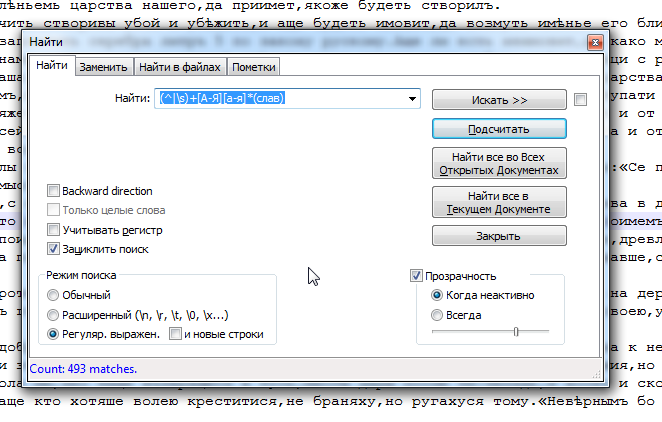 лѣньемь царства нашего,да приимет,якоже будеть створилъ.
чить створивы убой и убѣжить,и аще будеть имовит,да возмуть имѣнье его бли
Найти
Найти Заменить Найти в файлах Пометки
Найти: (^|\s)+[А-Я][а-я]*(слав) Искать >>
Подсчитать
Найти все во Всех
Открытых Документах
Найти все в
Текущем Документе
Закрыть
Backward direction
Только целые слова
Учитывать регистр
Зациклить поиск
Режим поиска
Обычный
Расширенный (\n, \r, \t, \0, \x...)
Регуляр. выражен. и новые строки
Прозрачность
Когда неактивно
Всегда
Count: 493 matches.
аще кто хотяше волею креститися,не браняху,но ругахуся тому.«Невѣрнымъ бо